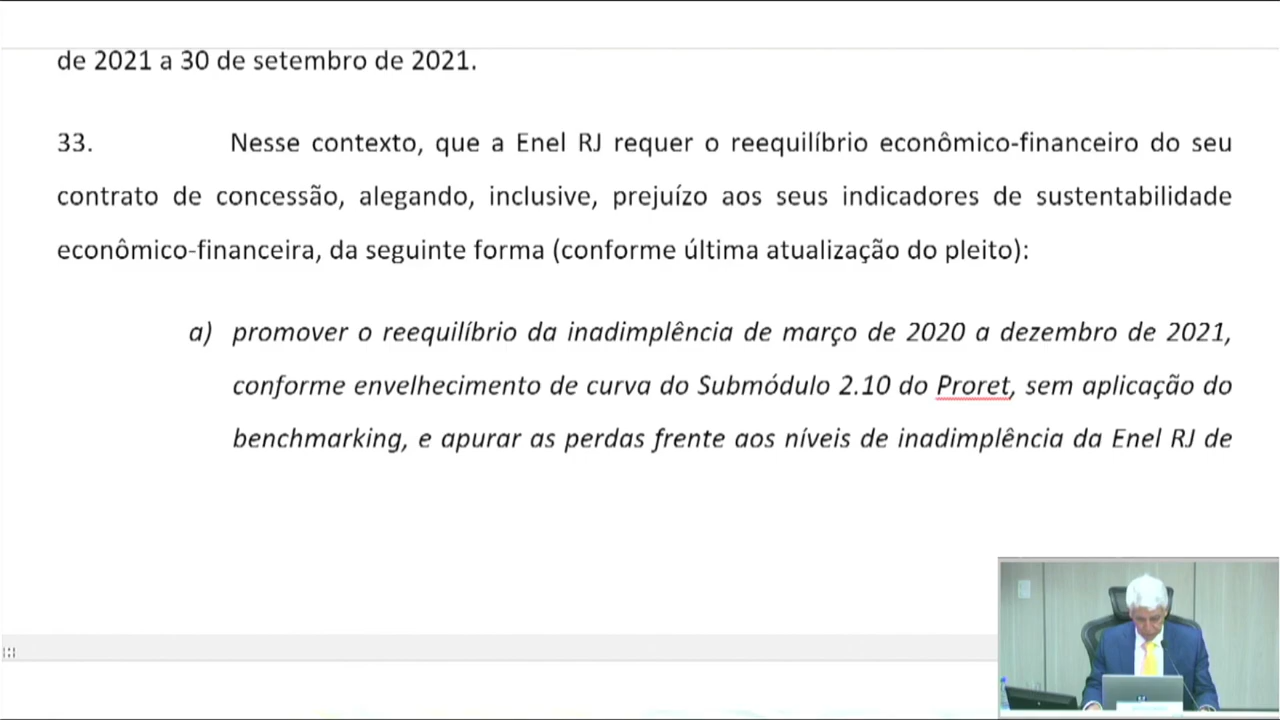 de 2021 a 30 de setembro de 2021.
33. Nesse contexto, que a Enel RJ requer o reequilíbrio econômico-financeiro do seu
contrato de concessão, alegando, inclusive, prejuízo aos seus indicadores de sustentabilidade
econômico-financeira, da seguinte forma (conforme última atualização do pleito):
a) promover o reequilíbrio da inadimplência de março de 2020 a dezembro de 2021,
conforme envelhecimento de curva do Submódulo 2.10 do Proret, sem aplicação do
benchmarking, e apurar as perdas frente aos níveis de inadimplência da Enel RJ de